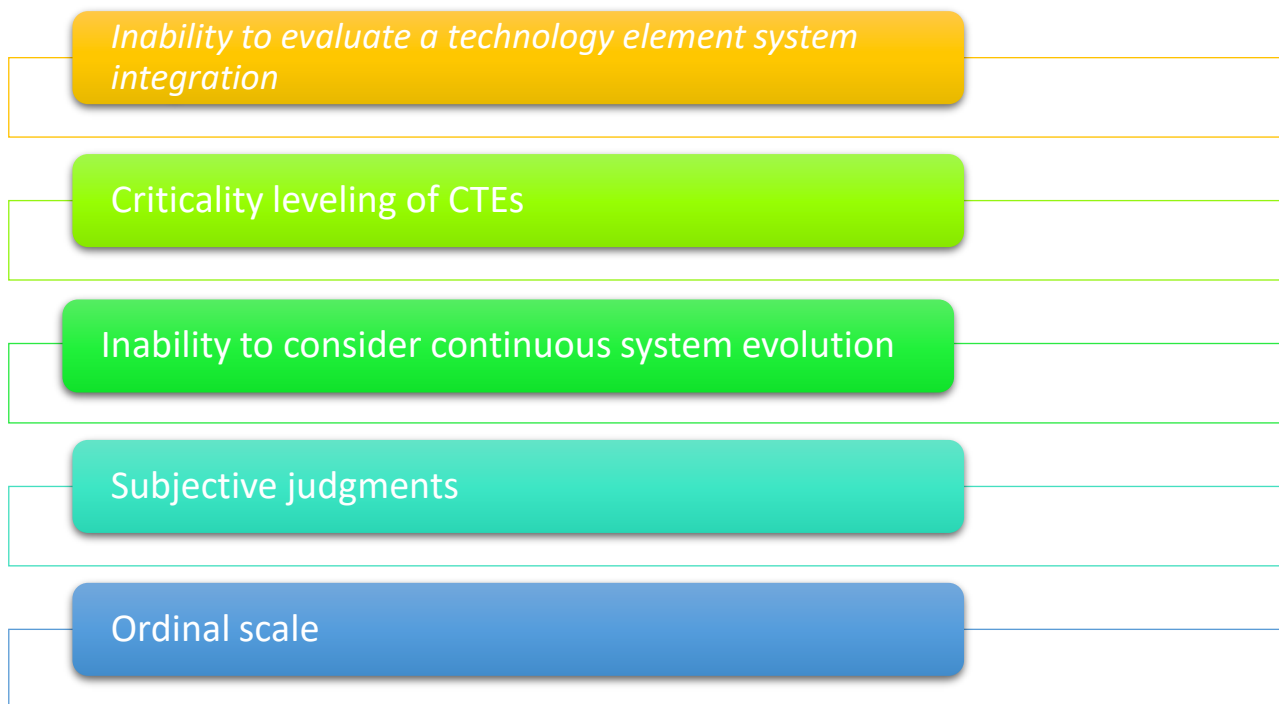 Inability to evaluate a technology element system
integration
Criticality leveling of CTEs
Inability to consider continuous system evolution
Subjective judgments
Ordinal scale